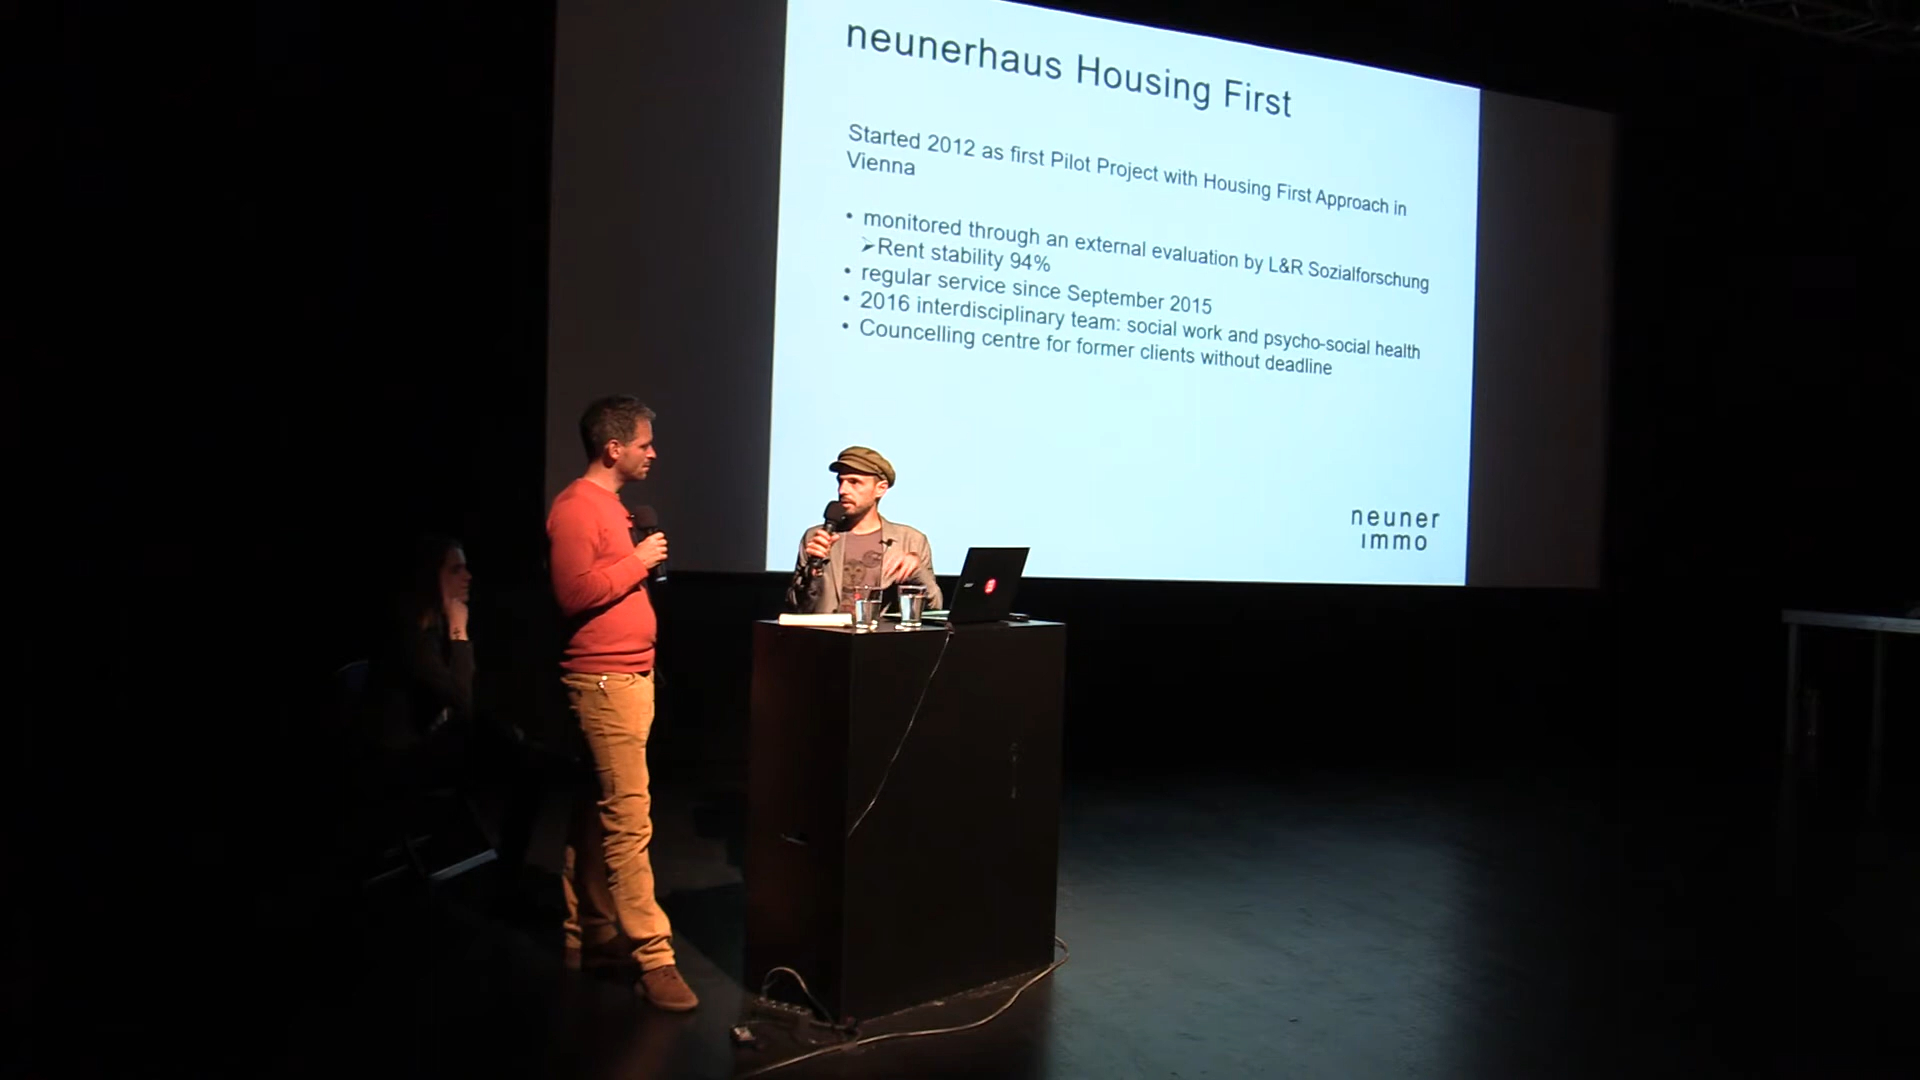 neunerhaus Housing First
Started 2012 as first Pilot Project with Housing First Approach in
Vienna
• monitored through an external evaluation by L&R Sozialforschung
➢Rent stability 94%
• regular service since September 2015
• 2016 interdisciplinary team: social work and psycho-social health
• Councelling centre for former clients without deadline
neuner
immo